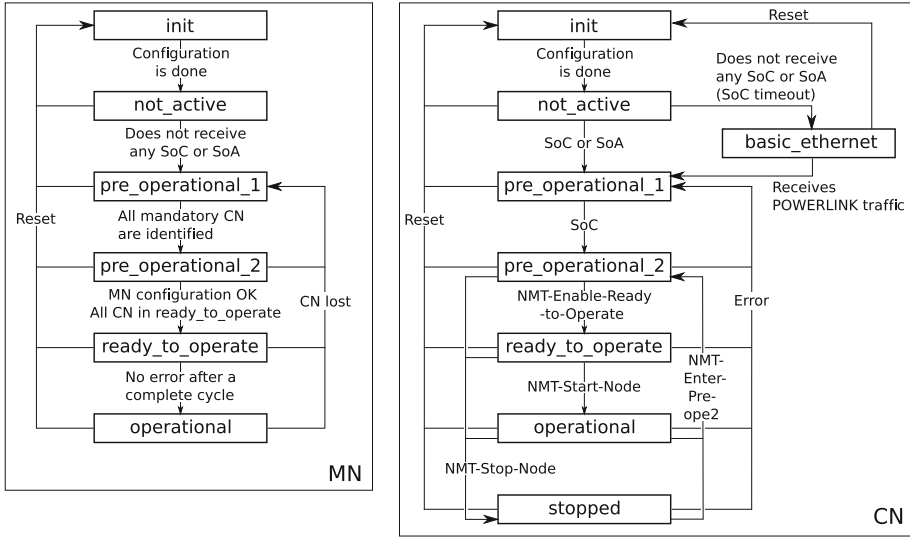 init
Configuration
is done
not_active
Does not receive
any SoC or SoA
pre_operational_1
Reset
All mandatory CN
are identified
pre_operational_2
MN configuration OK
All CN in ready_to_operate
CN lost
ready_to_operate
No error after a
complete cycle
operational
MN
init
Reset
Configuration
is done
Does not receive
any SoC or SoA
(SoC timeout)
not_active
SoC or SoA
basic_ethernet
pre_operational_1
Receives
POWERLINK traffic
Reset
SoC
pre_operational_2
NMT-Enable-Ready
-to-Operate
Error
ready_to_operate
NMT-
Enter-
Pre-
ope2
NMT-Start-Node
operational
NMT-Stop-Node
stopped
CN